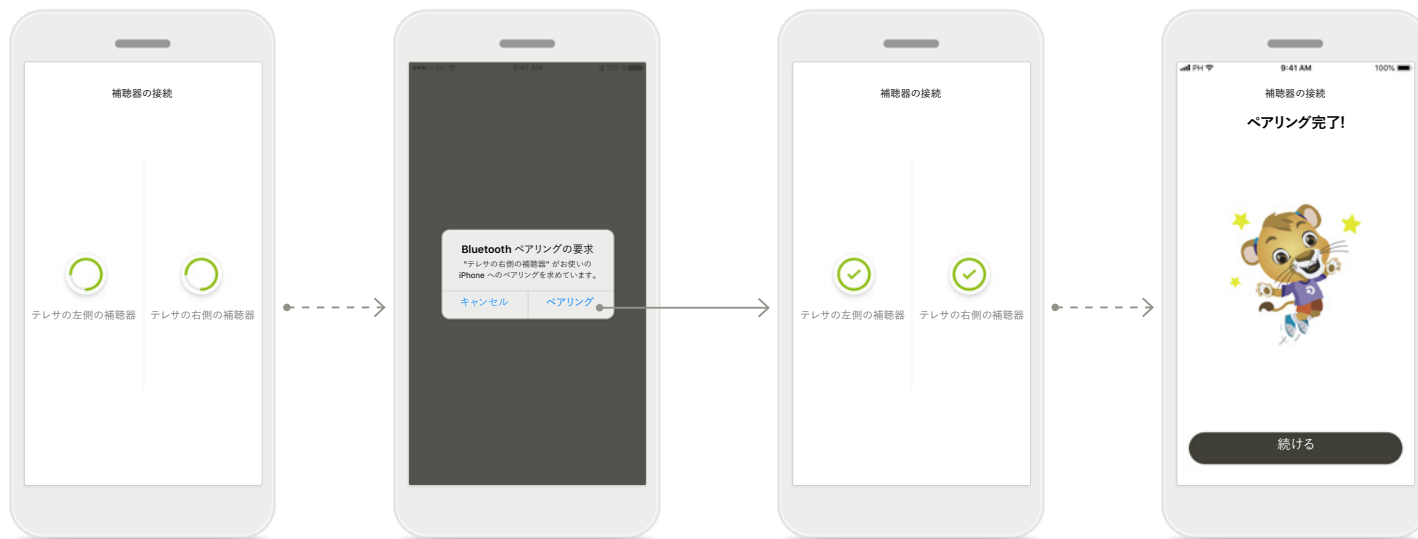 補聴器の接続
テレサの左側の補聴器
テレサの右側の補聴器
9:41 AM
100 %
Bluetooth ペアリングの要求
"テレサの右側の補聴器" がお使いの
iPhone へのペアリングを求めています。
キャンセル
ペアリング
補聴器の接続
テレサの左側の補聴器
テレサの右側の補聴器
PH
9:41 AM
100%
補聴器の接続
ペアリング完了!
続ける